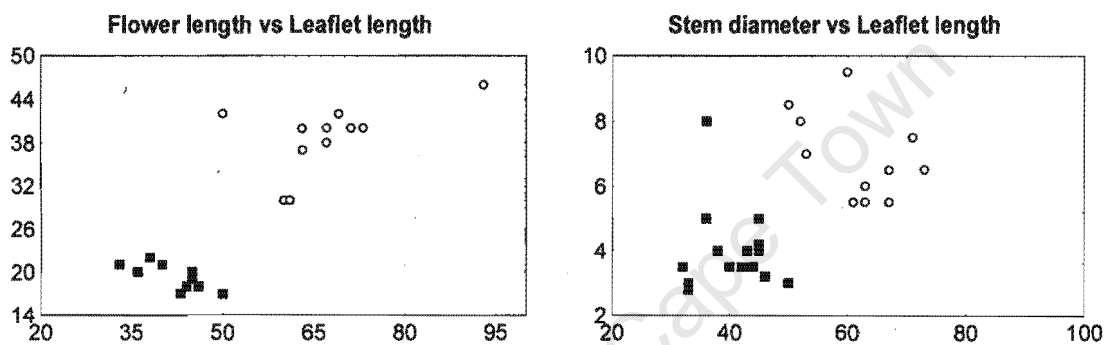 Flower length vs Leaflet length
50
44
38
32
26
20
14
20 35 50 65 80 95
Stem diameter vs Leaflet length
10
8
6
4
2
20 40 60 80 100
Cape Town